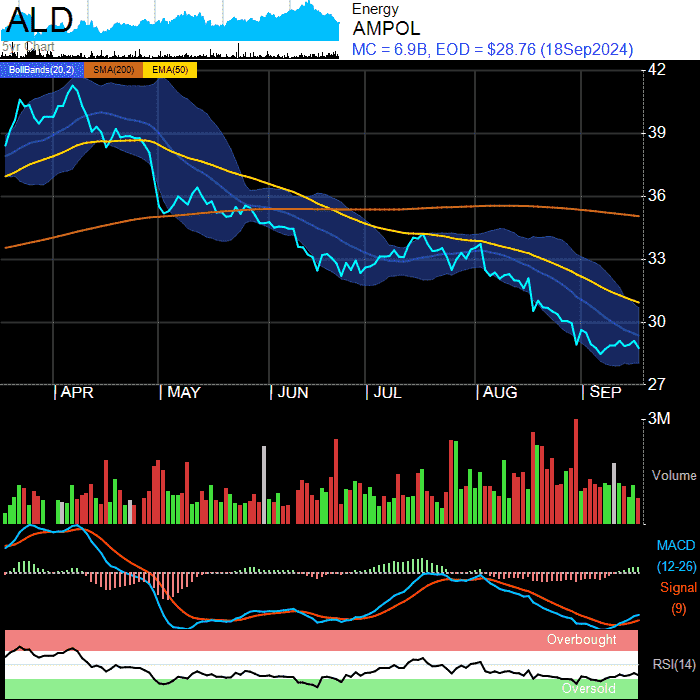 ALD
5yr Chart
Energy
AMPOL
MC = 6.9B, EOD = $28.76 (18Sep2024)
BollBands(20,2) SMA(200) EMA(50)
42
39
36
33
30
27
APR MAY JUN JUL AUG SEP
3M
Volume
MACD
(12-26)
Signal
(9)
Overbought
RSI(14)
Oversold